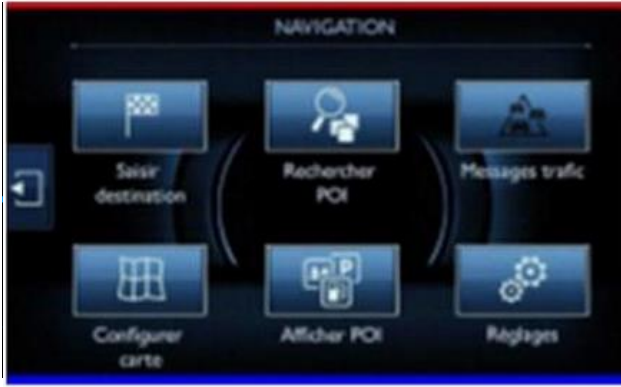 NAVIGATION
Saisir
destination
Rechercher
POI
Messages trafic
Configurer
carte
Afficher POI
P
Réglages